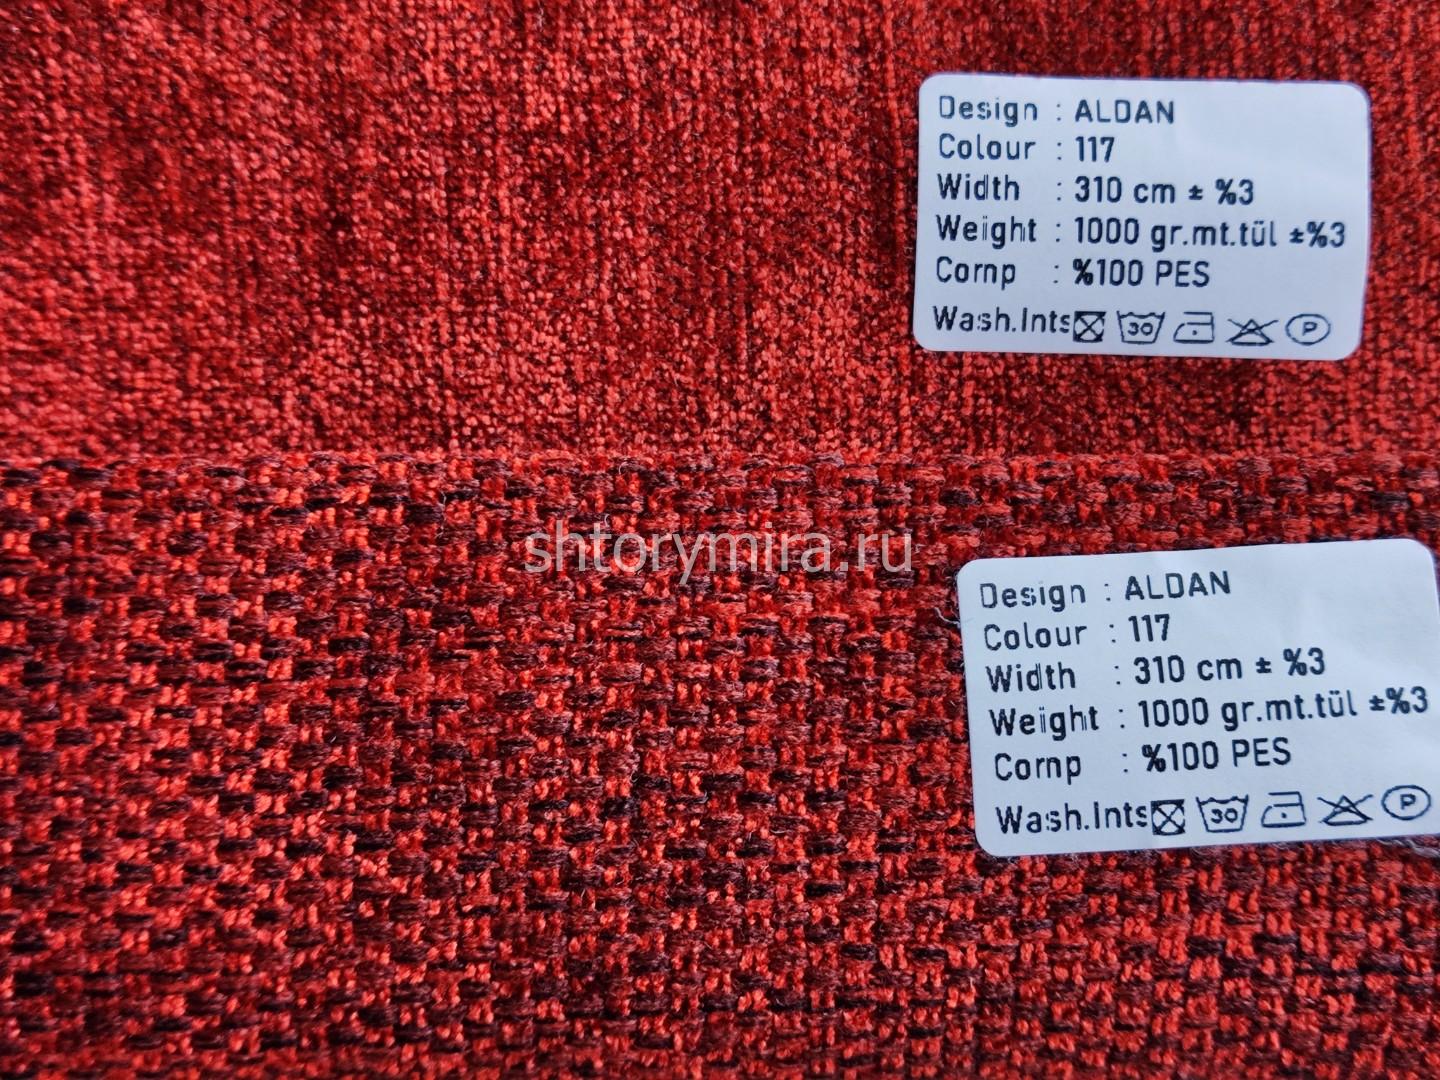 Design : ALDAN
Colour : 117
Width : 310 cm ± %3
Weight : 1000 gr.mt.tül ±%3
Comp : %100 PES
Wash.Ints 30 P
shtorymira.ru
Design : ALDAN
Colour : 117
Width : 310 cm ± %3
Weight : 1000 gr.mt.tül ±%3
Comp : %100 PES
Wash.Ints 30 P